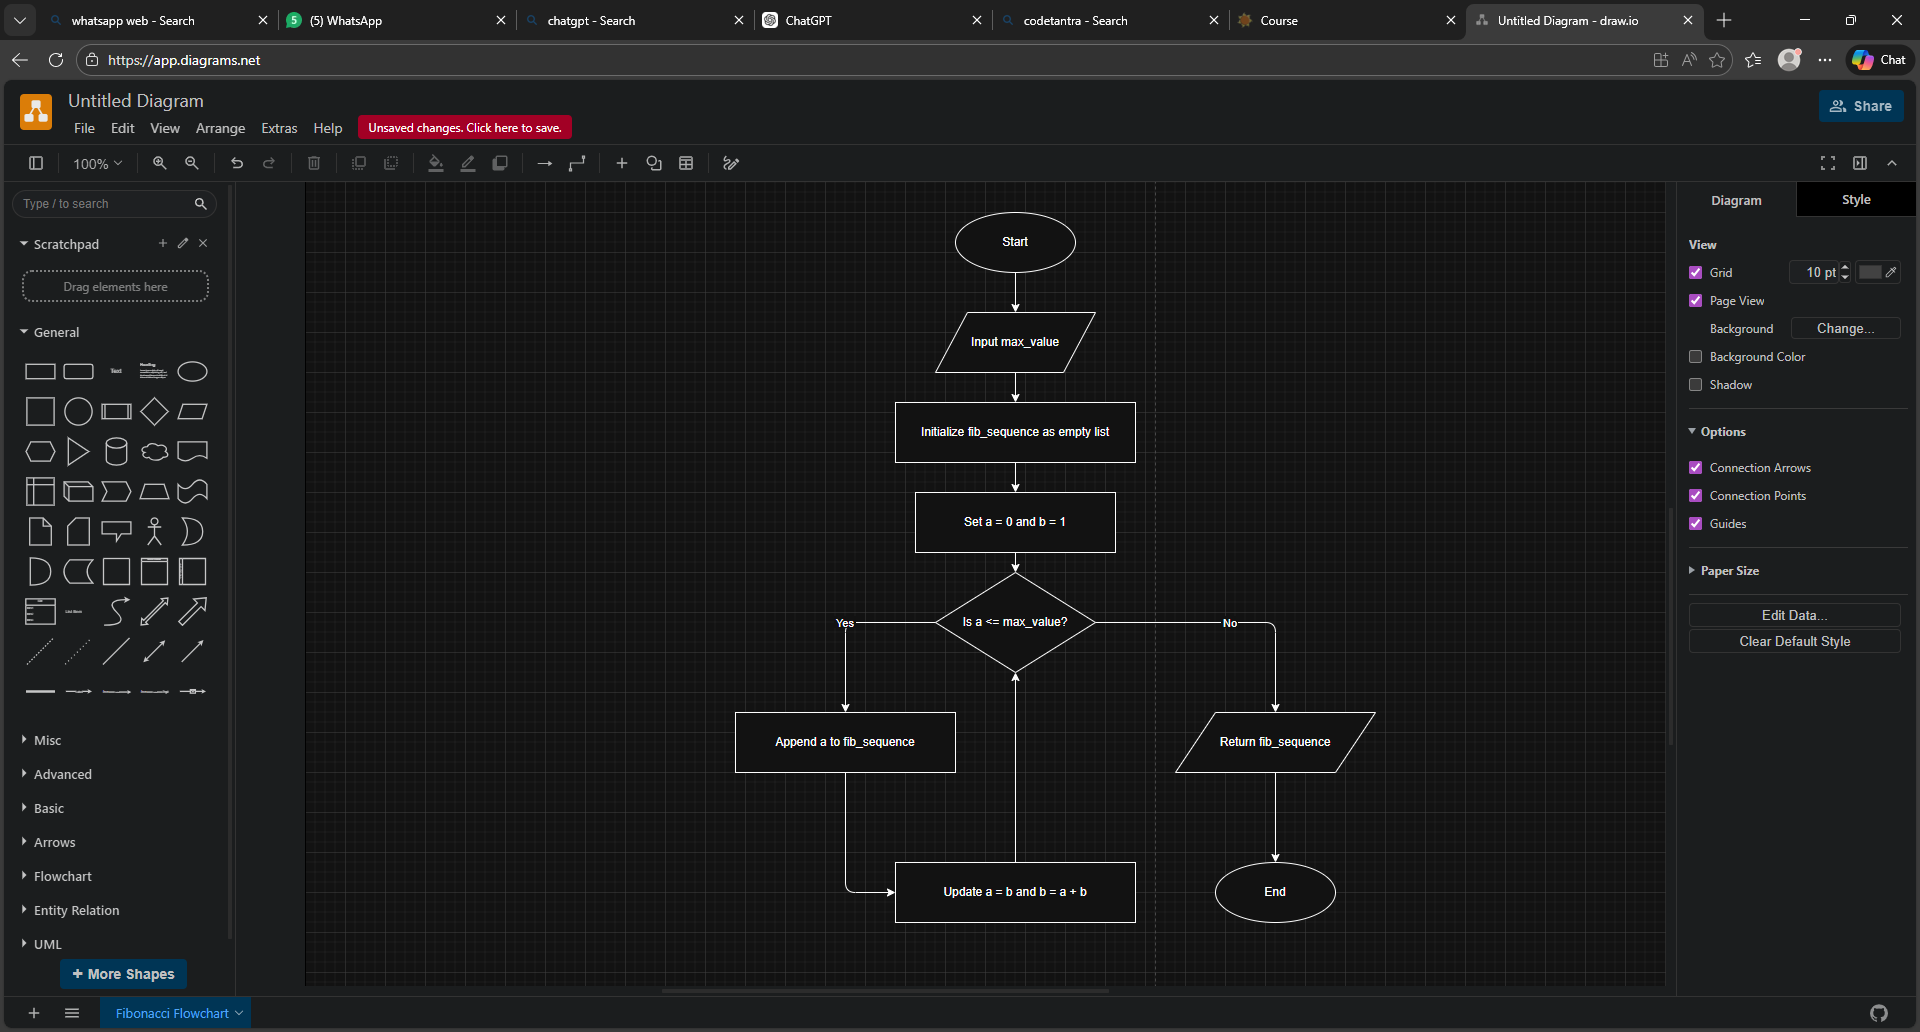 whatsapp web - Search
5
(5) WhatsApp
chatgpt - Search
ChatGPT
codetantra - Search
Course
Untitled Diagram - draw.io
https://app.diagrams.net
Chat
Untitled Diagram
Share
File Edit View Arrange Extras Help
Unsaved changes. Click here to save.
100%
Type / to search
Scratchpad
Drag elements here
General
Text
Heading
List Item
Misc
Advanced
Basic
Arrows
Flowchart
Entity Relation
UML
+ More Shapes
Start
Input max_value
Initialize fib_sequence as empty list
Set a = 0 and b = 1
Is a <= max_value?
Yes
No
Append a to fib_sequence
Return fib_sequence
Update a = b and b = a + b
End
Diagram
Style
View
Grid
10 pt
Page View
Background
Change...
Background Color
Shadow
Options
Connection Arrows
Connection Points
Guides
Paper Size
Edit Data...
Clear Default Style
Fibonacci Flowchart